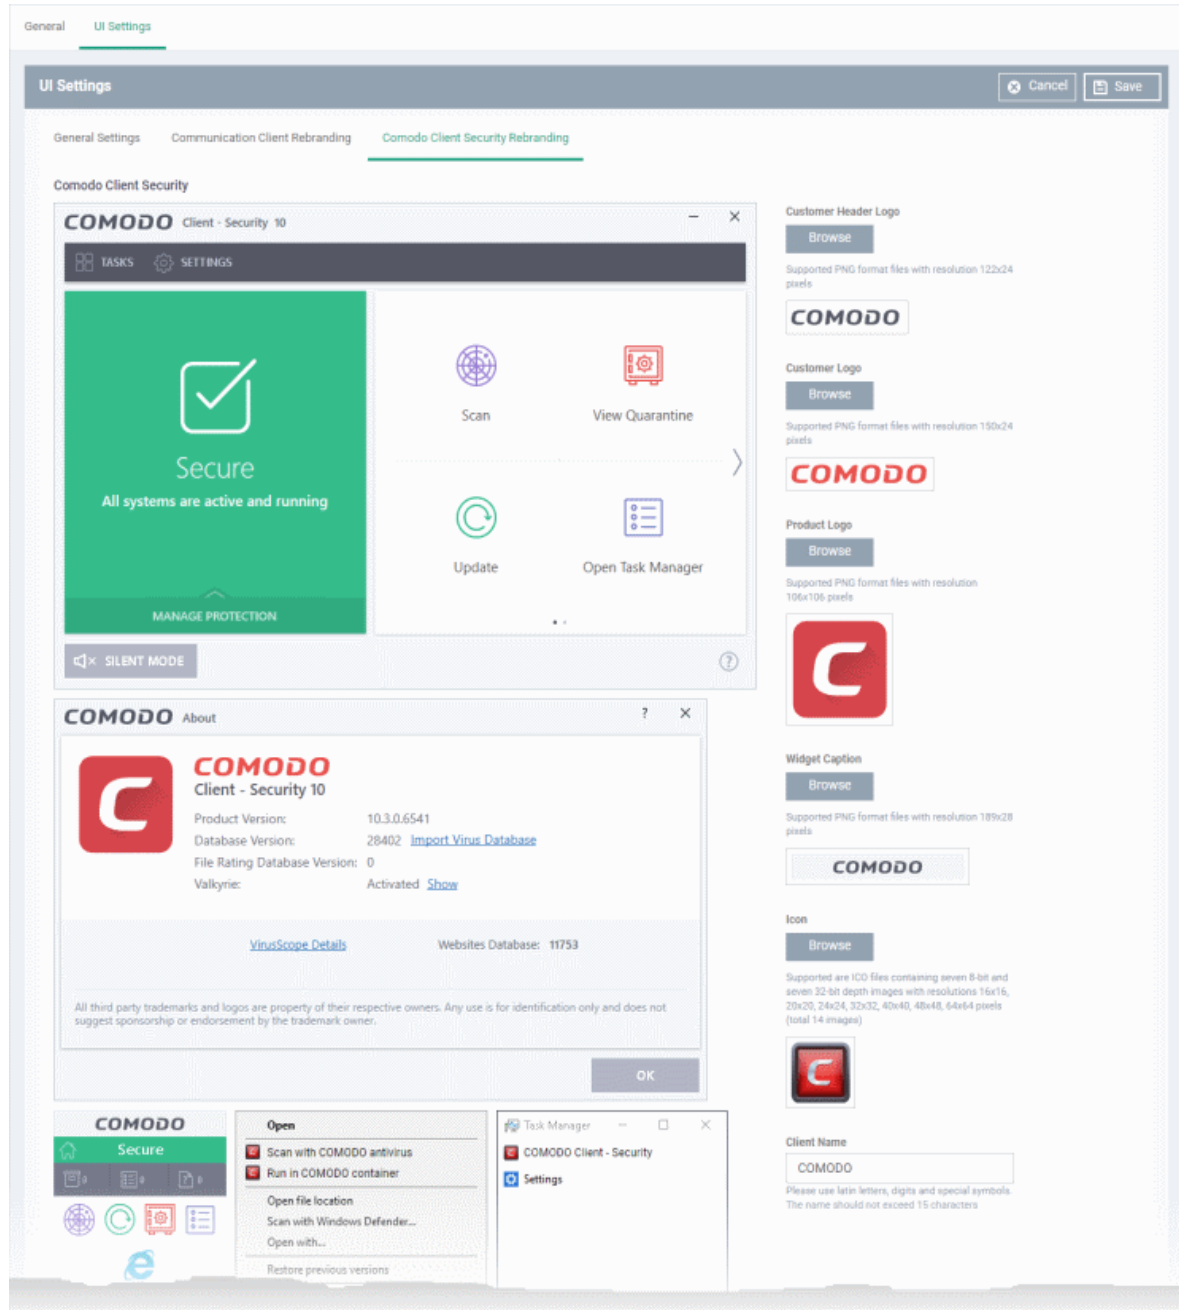 General UI Settings
UI Settings
Cancel Save
General Settings Communication Client Rebranding Comodo Client Security Rebranding
Comodo Client Security
COMODO Client - Security 10
TASKS SETTINGS
Secure
All systems are active and running
MANAGE PROTECTION
Scan View Quarantine
Update Open Task Manager
SILENT MODE
COMODO About
COMODO
Client - Security 10
Product Version: 10.3.0.6541
Database Version: 28402 Import Virus Database
File Rating Database Version: 0
Valkyrie: Activated Show
VirusScope Details Websites Database: 11753
All third party trademarks and logos are property of their respective owners. Any use is for identification only and does not
suggest sponsorship or endorsement by the trademark owner.
OK
COMODO
Secure
0 0 0
Open
Scan with COMODO antivirus
Run in COMODO container
Open file location
Scan with Windows Defender...
Open with...
Restore previous versions
Task Manager
COMODO Client - Security
Settings
Customer Header Logo
Browse
Supported PNG format files with resolution 122x24
pixels
COMODO
Customer Logo
Browse
Supported PNG format files with resolution 150x24
pixels
COMODO
Product Logo
Browse
Supported PNG format files with resolution
106x106 pixels
C
Widget Caption
Browse
Supported PNG format files with resolution 189x28
pixels
COMODO
Icon
Browse
Supported are ICO files containing seven 8-bit and
seven 32-bit depth images with resolutions 16x16,
20x20, 24x24, 32x32, 40x40, 48x48, 64x64 pixels
(total 14 images)
C
Client Name
COMODO
Please use latin letters, digits and special symbols.
The name should not exceed 15 characters